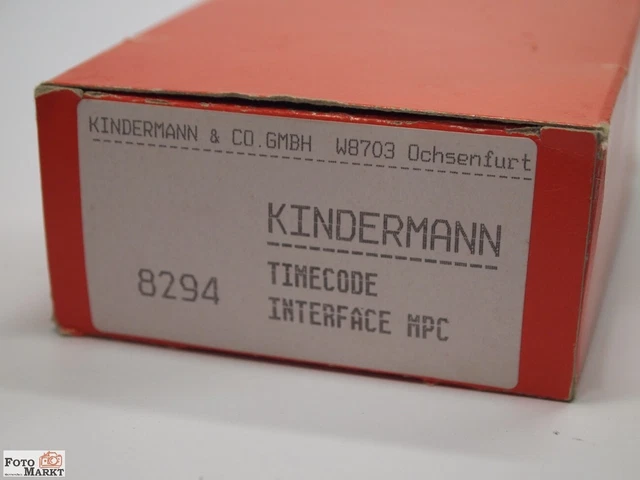 KINDERMANN & CO.GMBH W8703 Ochsenfurt
KINDERMANN
8294
TIMECODE
INTERFACE MPC
FOTO
MARKT